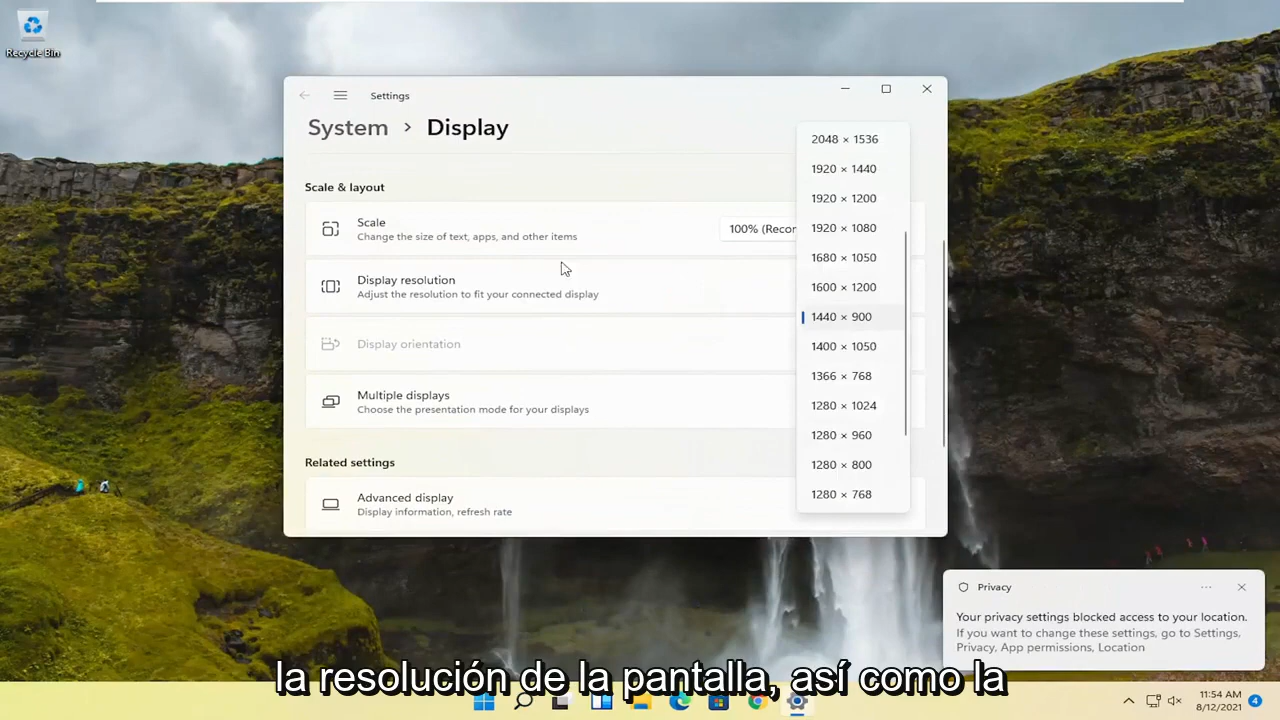 Recycle Bin
Settings
System > Display
Scale & layout
Scale
Change the size of text, apps, and other items
100% (Recor
Display resolution
Adjust the resolution to fit your connected display
Display orientation
Multiple displays
Choose the presentation mode for your displays
Related settings
Advanced display
Display information, refresh rate
2048 × 1536
1920 × 1440
1920 × 1200
1920 × 1080
1680 × 1050
1600 × 1200
1440 × 900
1400 × 1050
1366 × 768
1280 × 1024
1280 × 960
1280 × 800
1280 × 768
Privacy
Your privacy settings blocked access to your location.
If you want to change these settings, go to Settings,
Privacy, App permissions, Location
la resolución de la pantalla, así como la
11:54 AM
8/12/2021
4